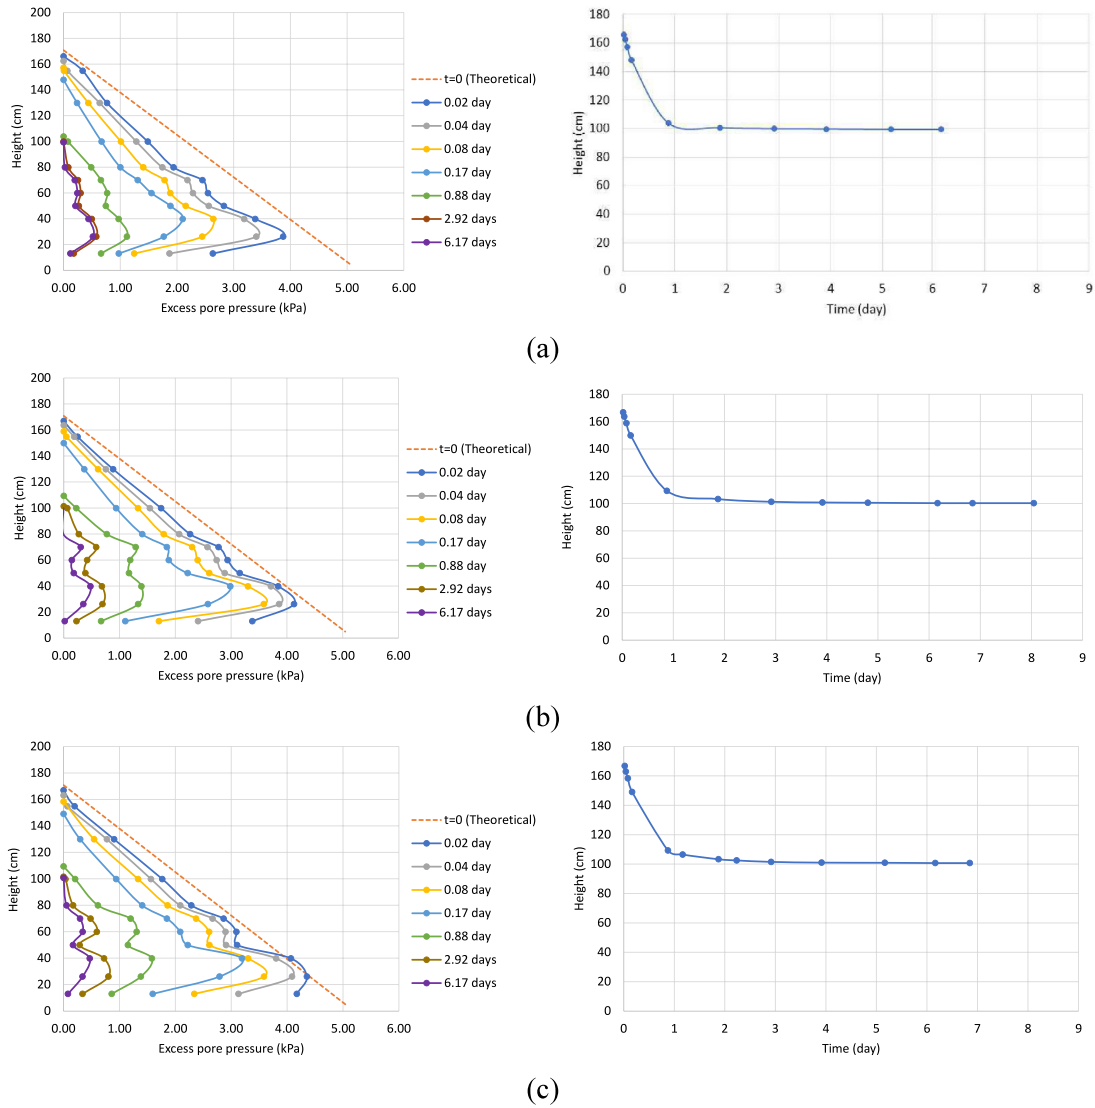 200
180
160
140
120
100
80
60
40
20
0
Height (cm)
0.00 1.00 2.00 3.00 4.00 5.00 6.00
Excess pore pressure (kPa)
t=0 (Theoretical)
0.02 day
0.04 day
0.08 day
0.17 day
0.88 day
2.92 days
6.17 days
180
160
140
120
100
80
60
40
20
0
Height (cm)
0 1 2 3 4 5 6 7 8 9
Time (day)
(a)
200
180
160
140
120
100
80
60
40
20
0
Height (cm)
0.00 1.00 2.00 3.00 4.00 5.00 6.00
Excess pore pressure (kPa)
t=0 (Theoretical)
0.02 day
0.04 day
0.08 day
0.17 day
0.88 day
2.92 days
6.17 days
180
160
140
120
100
80
60
40
20
0
Height (cm)
0 1 2 3 4 5 6 7 8 9
Time (day)
(b)
200
180
160
140
120
100
80
60
40
20
0
Height (cm)
0.00 1.00 2.00 3.00 4.00 5.00 6.00
Excess pore pressure (kPa)
t=0 (Theoretical)
0.02 day
0.04 day
0.08 day
0.17 day
0.88 day
2.92 days
6.17 days
180
160
140
120
100
80
60
40
20
0
Height (cm)
0 1 2 3 4 5 6 7 8 9
Time (day)
(c)